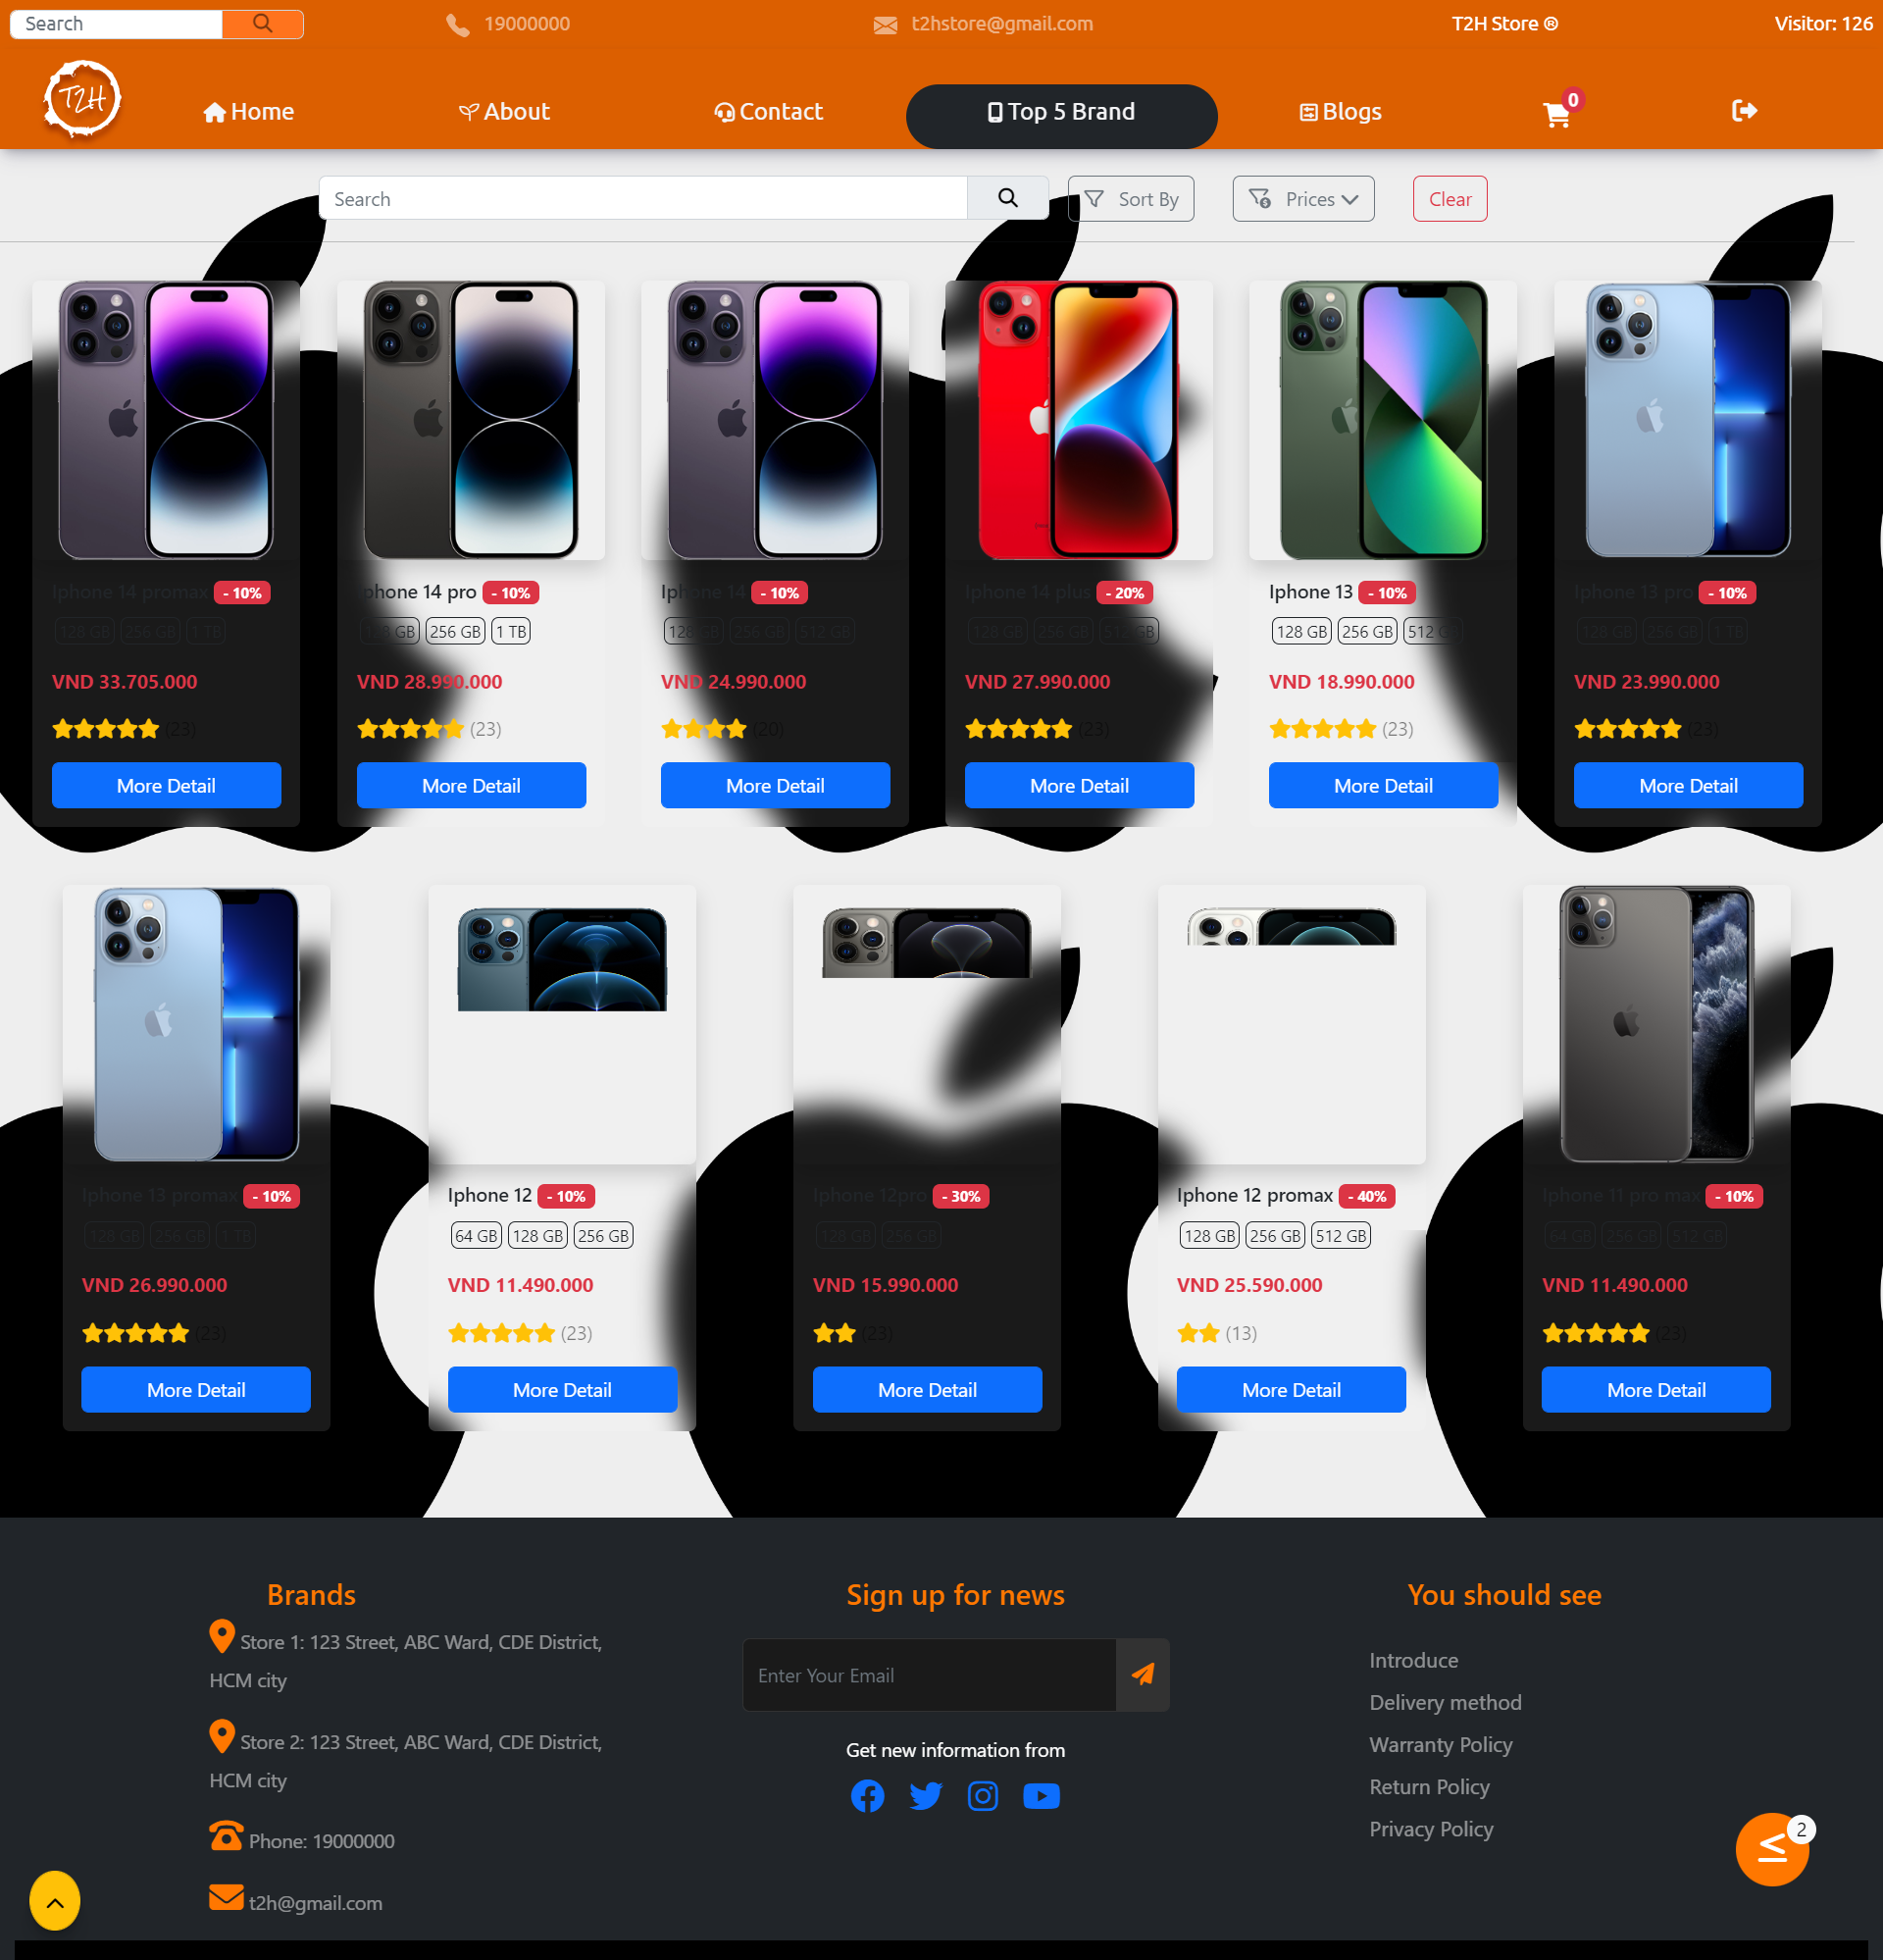 Search
19000000
t2hstore@gmail.com
T2H Store ®
Visitor: 126
T2H
Home
About
Contact
Top 5 Brand
Blogs
0
Search
Sort By
Prices
Clear
Iphone 14 promax - 10%
128 GB 256 GB 1 TB
VND 33.705.000
(23)
More Detail
Iphone 14 pro - 10%
128 GB 256 GB 1 TB
VND 28.990.000
(23)
More Detail
Iphone 14 - 10%
128 GB 256 GB 512 GB
VND 24.990.000
(20)
More Detail
Iphone 14 plus - 20%
128 GB 256 GB 512 GB
VND 27.990.000
(23)
More Detail
Iphone 13 - 10%
128 GB 256 GB 512 GB
VND 18.990.000
(23)
More Detail
Iphone 13 pro - 10%
128 GB 256 GB 1 TB
VND 23.990.000
(23)
More Detail
Iphone 13 promax - 10%
128 GB 256 GB 1 TB
VND 26.990.000
(23)
More Detail
Iphone 12 - 10%
64 GB 128 GB 256 GB
VND 11.490.000
(23)
More Detail
Iphone 12pro - 30%
128 GB 256 GB
VND 15.990.000
(23)
More Detail
Iphone 12 promax - 40%
128 GB 256 GB 512 GB
VND 25.590.000
(13)
More Detail
Iphone 11 pro max - 10%
64 GB 256 GB 512 GB
VND 11.490.000
(23)
More Detail
Brands
Store 1: 123 Street, ABC Ward, CDE District,
HCM city
Store 2: 123 Street, ABC Ward, CDE District,
HCM city
Phone: 19000000
t2h@gmail.com
Sign up for news
Enter Your Email
Get new information from
You should see
Introduce
Delivery method
Warranty Policy
Return Policy
Privacy Policy
2